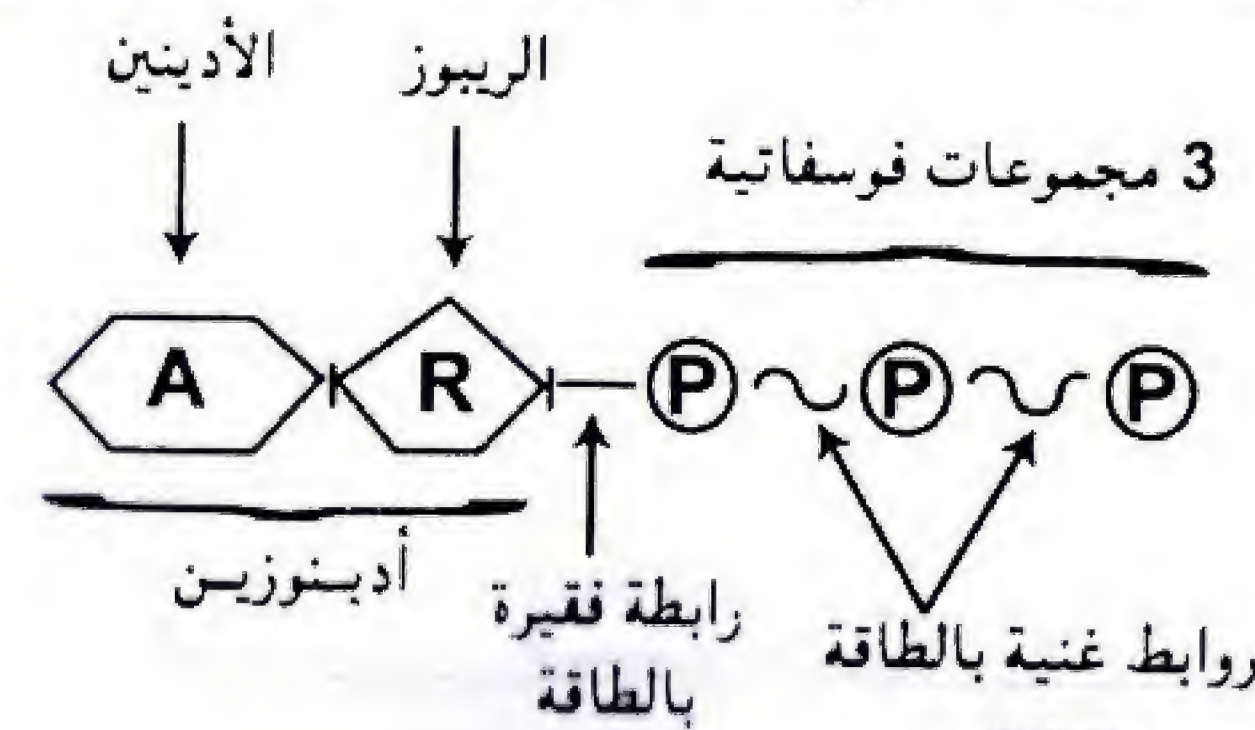 الأدينين
الريبوز
3 مجموعات فوسفاتية
A R P P P
أدينوزين
رابطة فقيرة
بالطاقة
روابط غنية بالطاقة